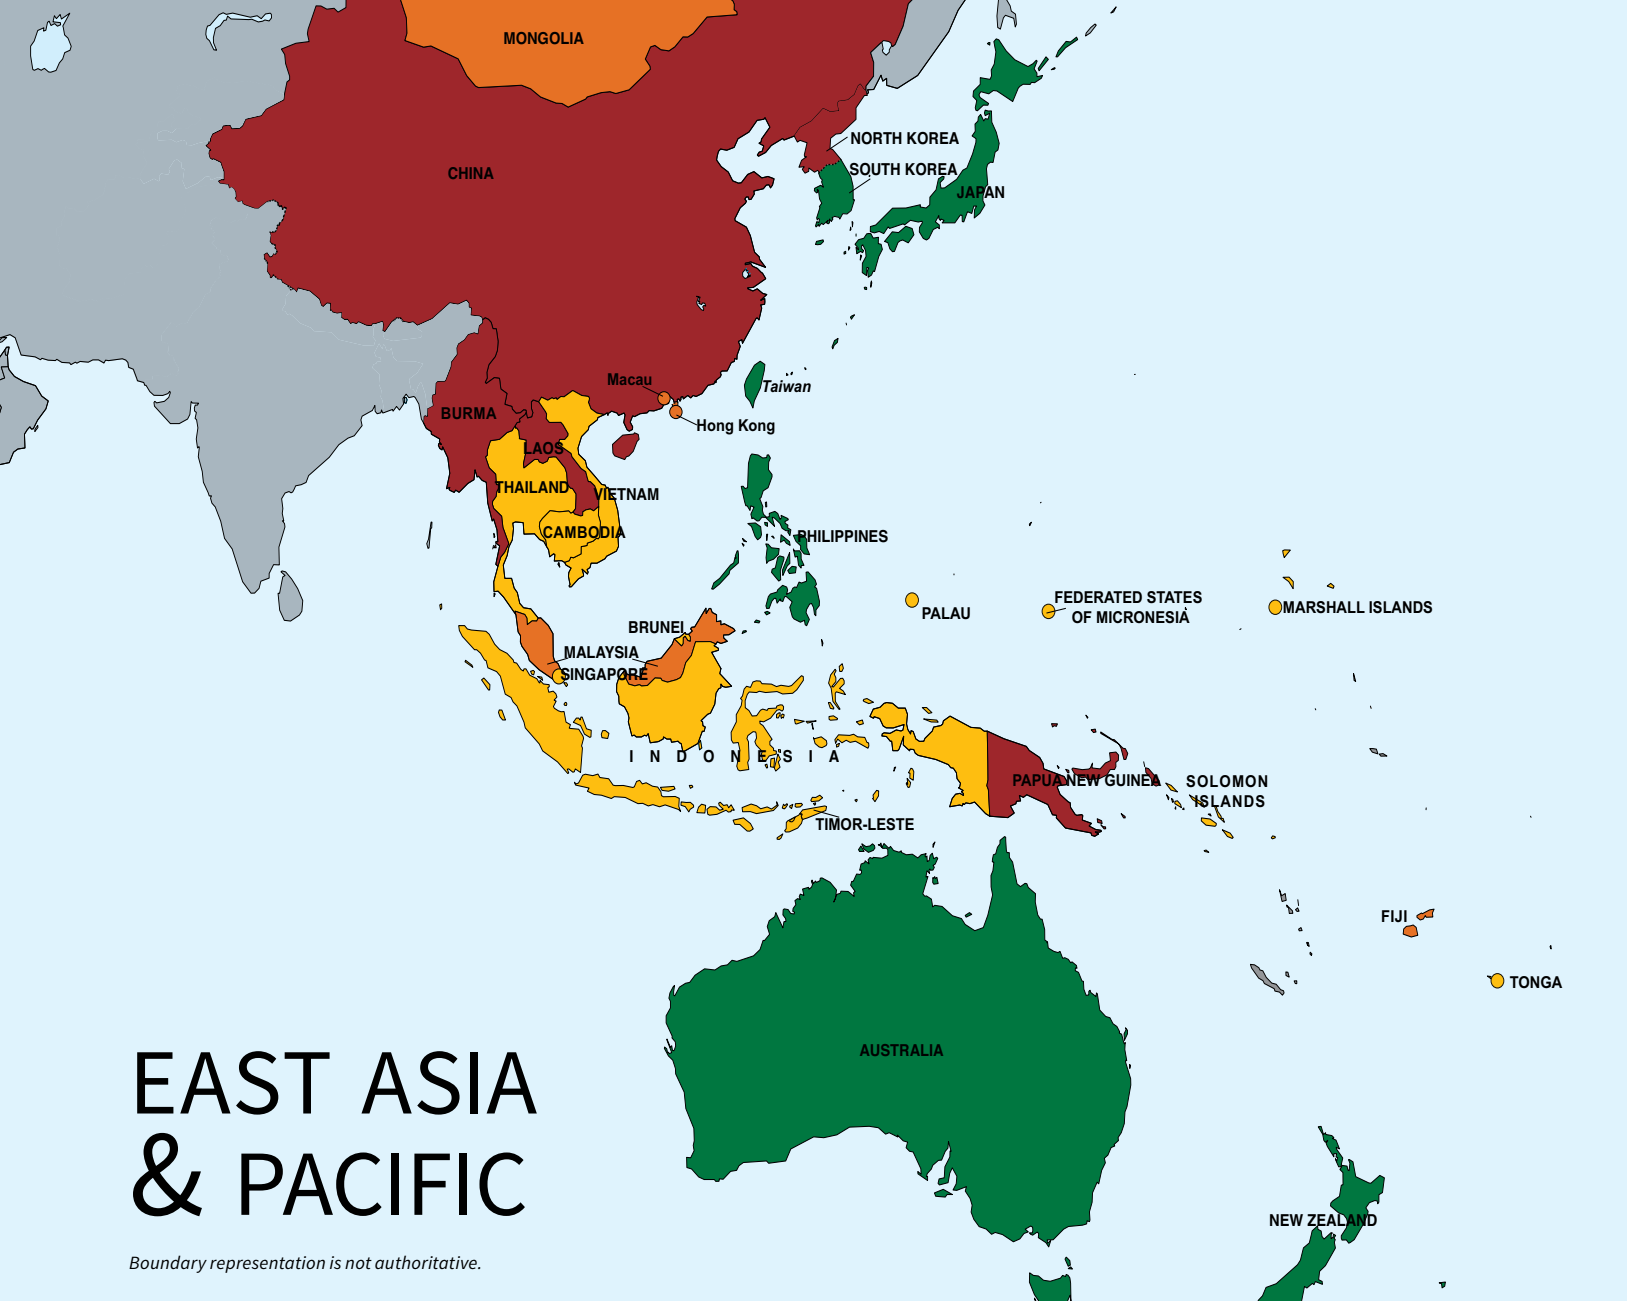 MONGOLIA
NORTH KOREA
SOUTH KOREA
CHINA
JAPAN
Macau
Taiwan
BURMA
Hong Kong
LAOS
THAILAND
VIETNAM
CAMBODIA
PHILIPPINES
PALAU
FEDERATED STATES
OF MICRONESIA
MARSHALL ISLANDS
BRUNEI
MALAYSIA
SINGAPORE
INDONESIA
PAPUA NEW GUINEA
SOLOMON
ISLANDS
TIMOR-LESTE
FIJI
TONGA
AUSTRALIA
NEW ZEALAND
EAST ASIA
& PACIFIC
Boundary representation is not authoritative.